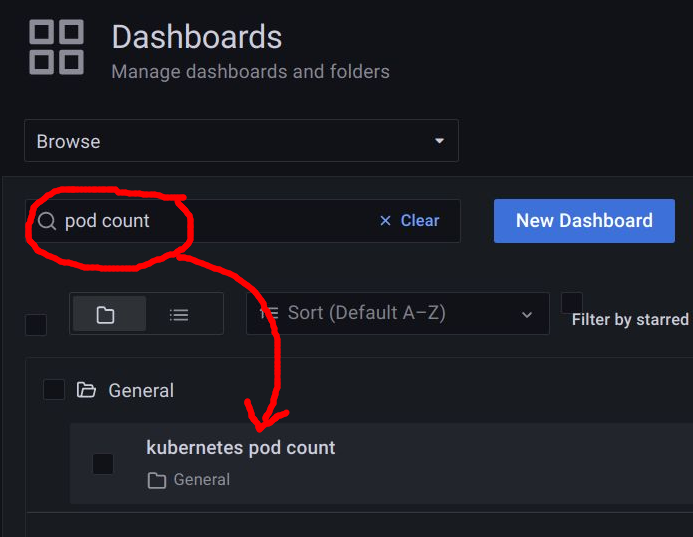 Dashboards
Manage dashboards and folders
Browse
pod count
Clear
New Dashboard
Sort (Default A–Z)
Filter by starred
General
kubernetes pod count
General